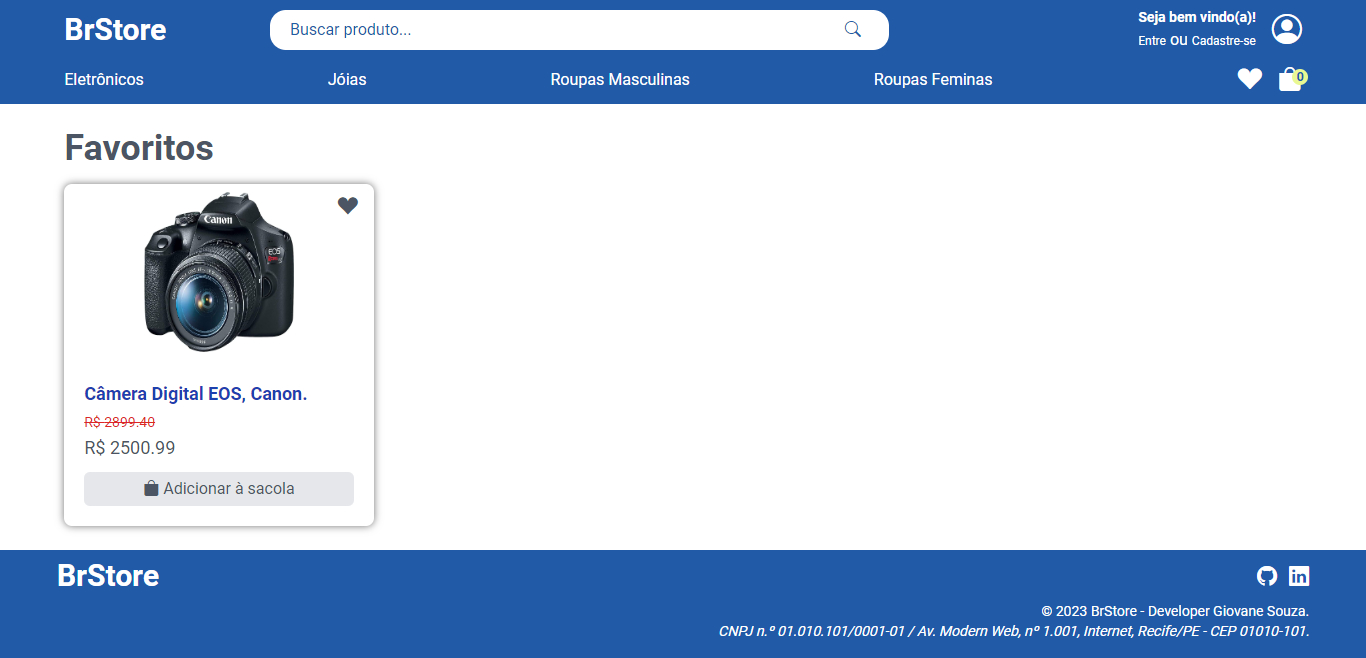 BrStore
Buscar produto...
Seja bem vindo(a)!
Entre OU Cadastre-se
Eletrônicos
Jóias
Roupas Masculinas
Roupas Feminas
0
Favoritos
Canon
EOS
Câmera Digital EOS, Canon.
R$ 2899.40
R$ 2500.99
Adicionar à sacola
BrStore
in
© 2023 BrStore - Developer Giovane Souza.
CNPJ n.º 01.010.101/0001-01 / Av. Modern Web, nº 1.001, Internet, Recife/PE - CEP 01010-101.